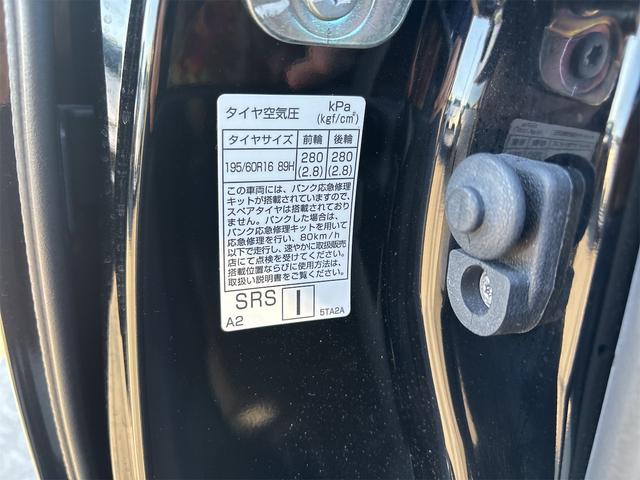 タイヤ空気圧 kPa
(kgf/cm²)
タイヤサイズ 前輪 後輪
195/60R16 89H 280 280
(2.8) (2.8)
この車両には、パンク応急修理
キットが搭載されていますので、
スペアタイヤは搭載されており
ません。パンクした場合は、
パンク応急修理キットを用いて
応急修理を行い、80km/h
以下で走行し、速やかに取扱販売
店にて点検を受けてください。
搭載位置ならびに使用方法は、
取扱い説明書をご覧ください。
SRS I
A2 5TA2A